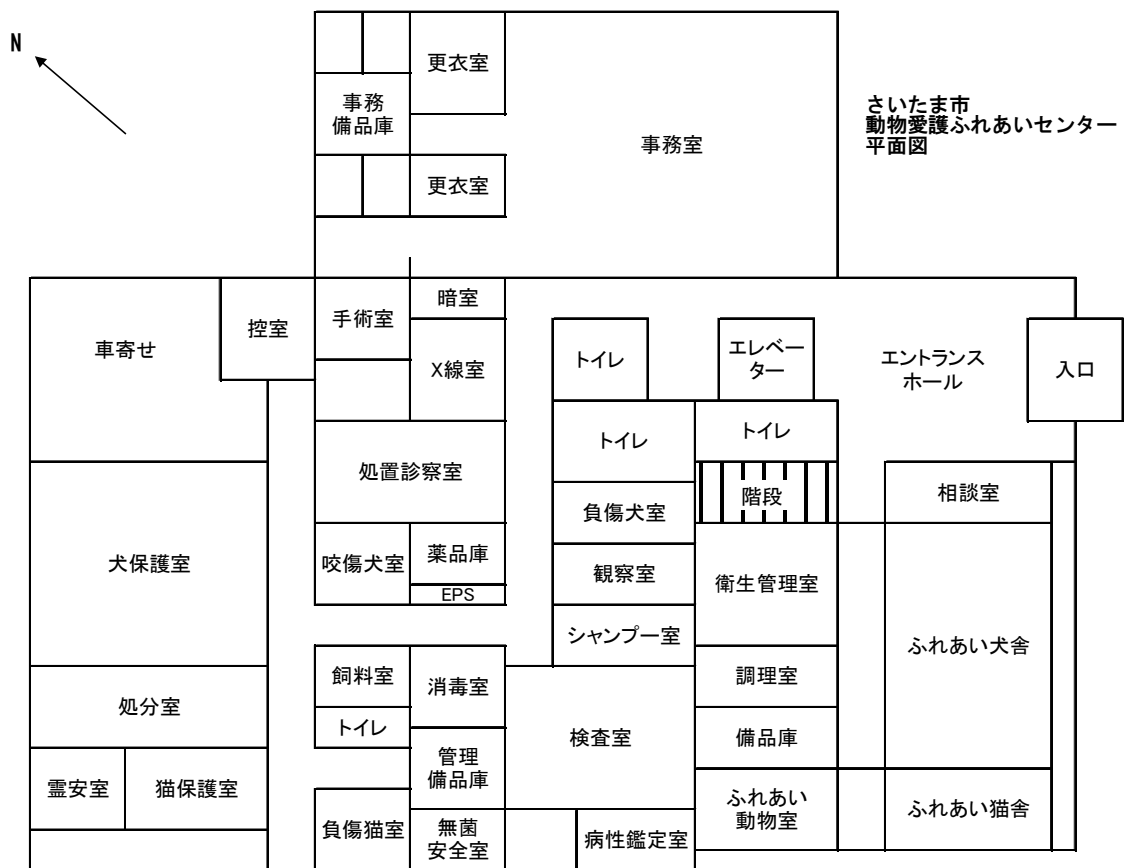 N
さいたま市
動物愛護ふれあいセンター
平面図
更衣室
事務
備品庫
事務室
更衣室
車寄せ
控室
手術室
暗室
X線室
トイレ
エレベー
ター
エントランス
ホール
入口
トイレ
トイレ
処置診察室
階段
相談室
負傷犬室
犬保護室
咬傷犬室
薬品庫
EPS
観察室
衛生管理室
シャンプー室
ふれあい犬舎
飼料室
消毒室
調理室
処分室
トイレ
管理
備品庫
検査室
備品庫
霊安室
猫保護室
負傷猫室
無菌
安全室
病性鑑定室
ふれあい
動物室
ふれあい猫舎